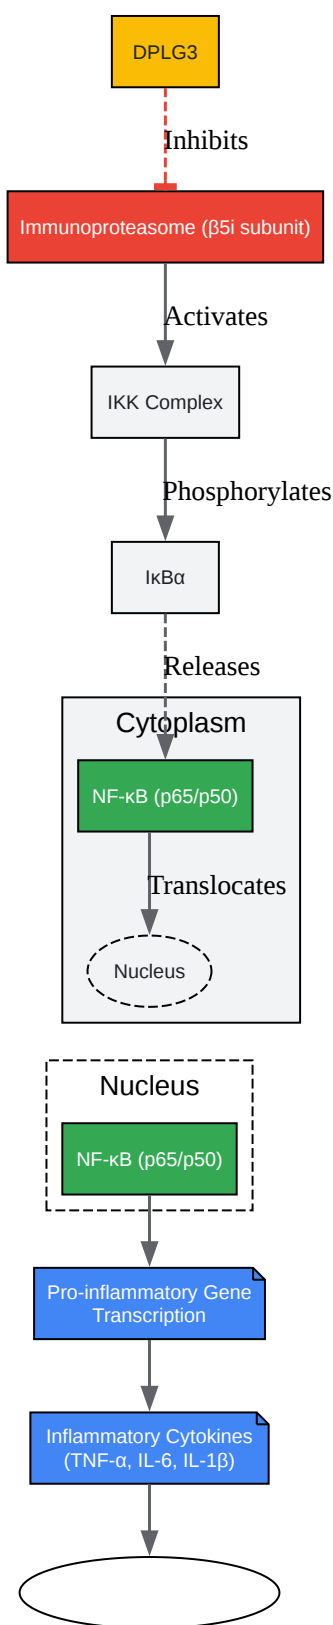 DPLG3
Inhibits
Immunoproteasome (β5i subunit)
Activates
IKK Complex
Phosphorylates
IκBα
Releases
Cytoplasm
NF-κB (p65/p50)
Translocates
Nucleus
Nucleus
NF-κB (p65/p50)
Pro-inflammatory Gene
Transcription
Inflammatory Cytokines
(TNF-α, IL-6, IL-1β)